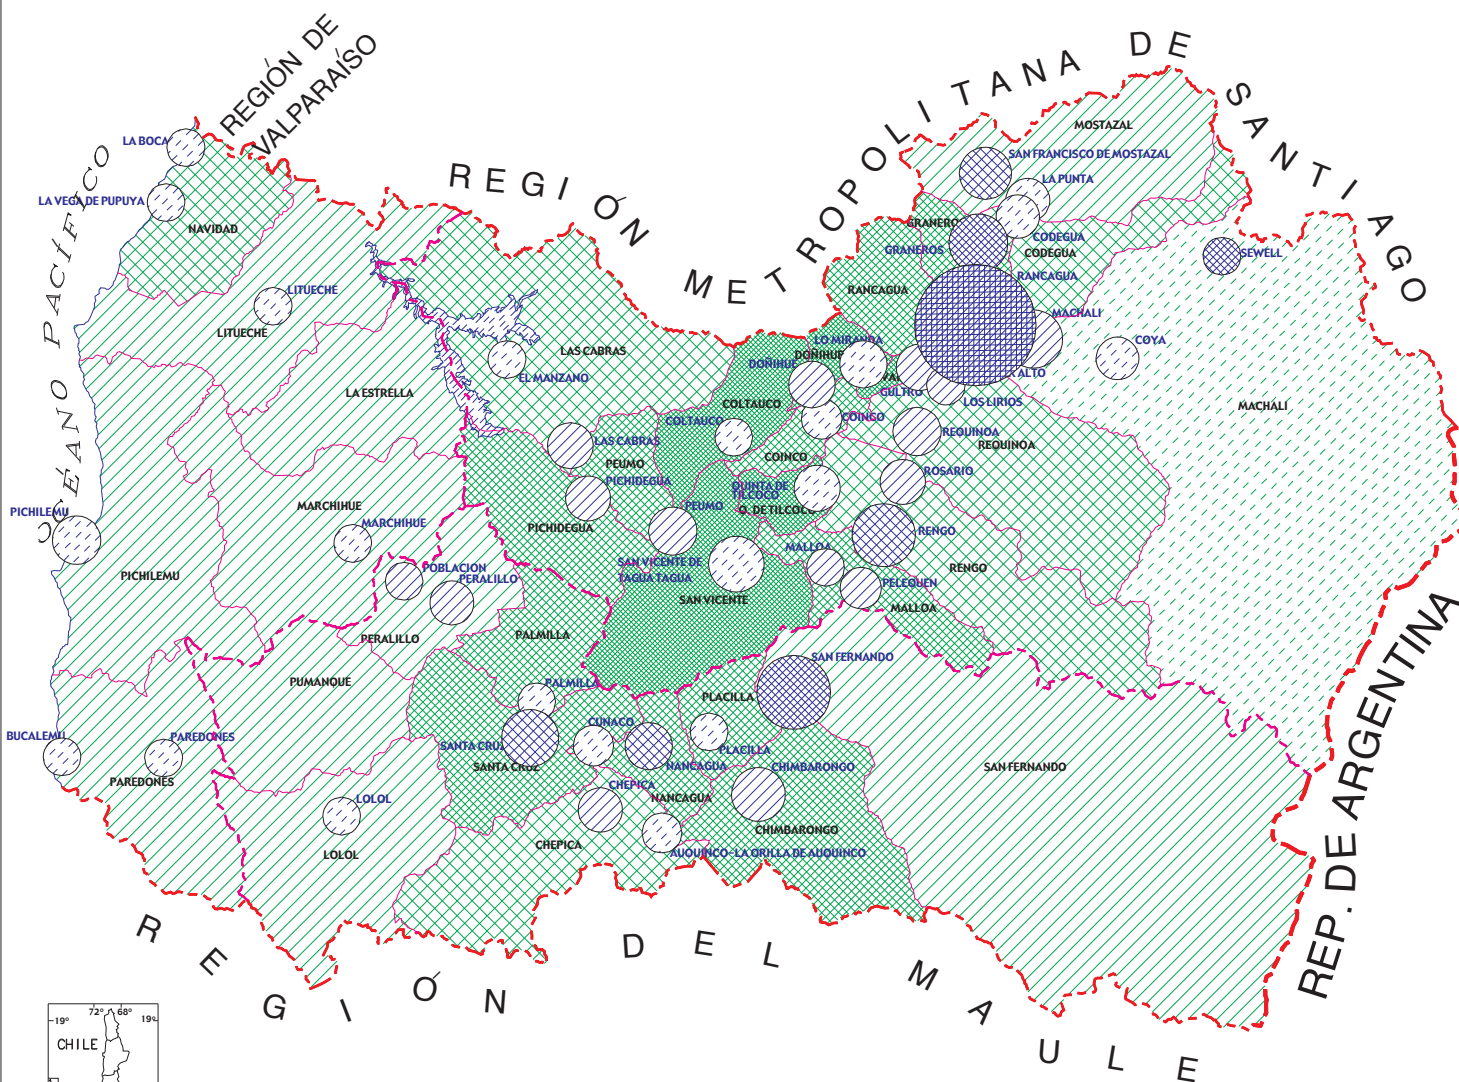 REGIÓN DE
VALPARAÍSO
REGIÓN METROPOLITANA DE SANTIAGO
OCÉANO PACÍFICO
REP. DE ARGENTINA
REGIÓN DEL MAULE
MOSTAZAL
SAN FRANCISCO DE MOSTAZAL
LA PUNTA
LA BOCA
LA VEGA DE PUPUYA
NAVIDAD
GRANERO
GRANEROS
CODEGUA
CODEGUA
SEWELL
RANCAGUA
RANCAGUA
LITUECHE
LITUECHE
MACHALI
COYA
MACHALI
LO MIRANDA
DOÑIHUE
DOÑIHUE
LAS CABRAS
EL MANZANO
ALTO
GULTRO
LOS LIRIOS
LA ESTRELLA
COLTAUCO
COLTAUCO
COINCO
REQUINOA
REQUINOA
LAS CABRAS
PEUMO
COINCO
PICHIDEGUA
ROSARIO
QUINTA DE
TILCOCO
MARCHIHUE
PEUMO
Q. DE TILCOCO
PICHILEMU
MARCHIHUE
PICHIDEGUA
RENGO
MALLOA
SAN VICENTE DE
TAGUA TAGUA
PICHILEMU
POBLACION
PERALILLO
RENGO
PELEQUEN
SAN VICENTE
MALLOA
PERALILLO
PALMILLA
SAN FERNANDO
PUMANQUE
PALMILLA
PLACILLA
BUCALEMU
PAREDONES
CUNACO
SANTA CRUZ
PLACILLA
SANTA CRUZ
NANCAGUA
CHIMBARONGO
SAN FERNANDO
PAREDONES
CHEPICA
NANCAGUA
LOLOL
CHIMBARONGO
CHEPICA
AUQUINCO-LA ORILLA DE AUQUINCO
LOLOL
72° 68°
19° 19°
CHILE